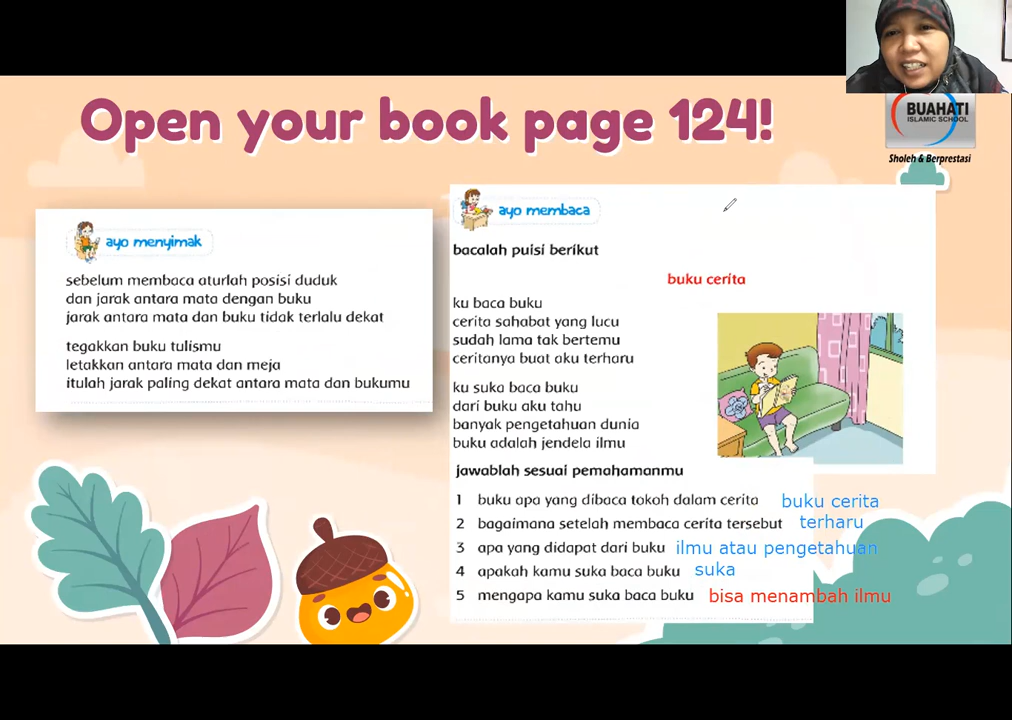 Open your book page 124!
BUAHATI
ISLAMIC SCHOOL
Sholeh & Berprestasi
ayo menyimak
sebelum membaca aturlah posisi duduk
dan jarak antara mata dengan buku
jarak antara mata dan buku tidak terlalu dekat
tegakkan buku tulismu
letakkan antara mata dan meja
itulah jarak paling dekat antara mata dan bukumu
ayo membaca
bacalah puisi berikut
buku cerita
ku baca buku
cerita sahabat yang lucu
sudah lama tak bertemu
ceritanya buat aku terharu
ku suka baca buku
dari buku aku tahu
banyak pengetahuan dunia
buku adalah jendela ilmu
jawablah sesuai pemahamanmu
1 buku apa yang dibaca tokoh dalam cerita buku cerita
2 bagaimana setelah membaca cerita tersebut terharu
3 apa yang didapat dari buku ilmu atau pengetahuan
4 apakah kamu suka baca buku suka
5 mengapa kamu suka baca buku bisa menambah ilmu